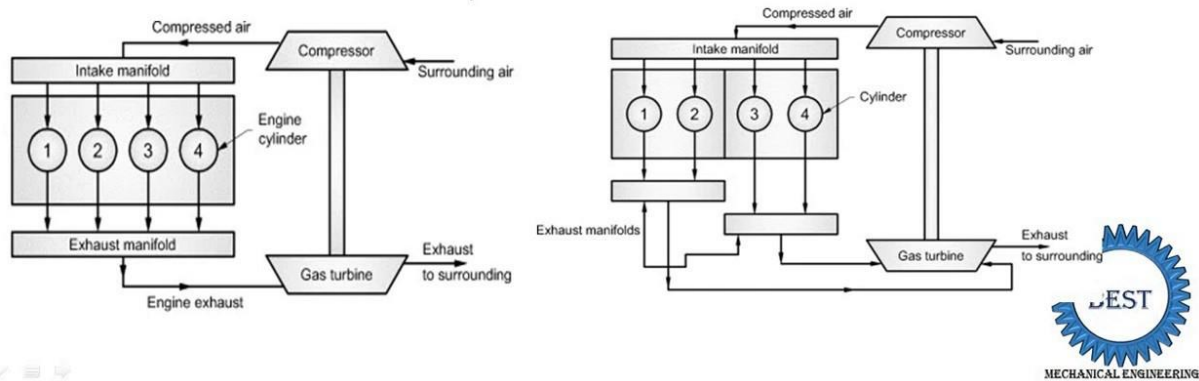 Compressed air
Compressor
Surrounding air
Intake manifold
Engine
cylinder
1 2 3 4
Exhaust manifold
Engine exhaust
Gas turbine
Exhaust
to surrounding
Compressed air
Compressor
Surrounding air
Intake manifold
Cylinder
1 2 3 4
Exhaust manifolds
Gas turbine
Exhaust
to surrounding
BEST
MECHANICAL ENGINEERING